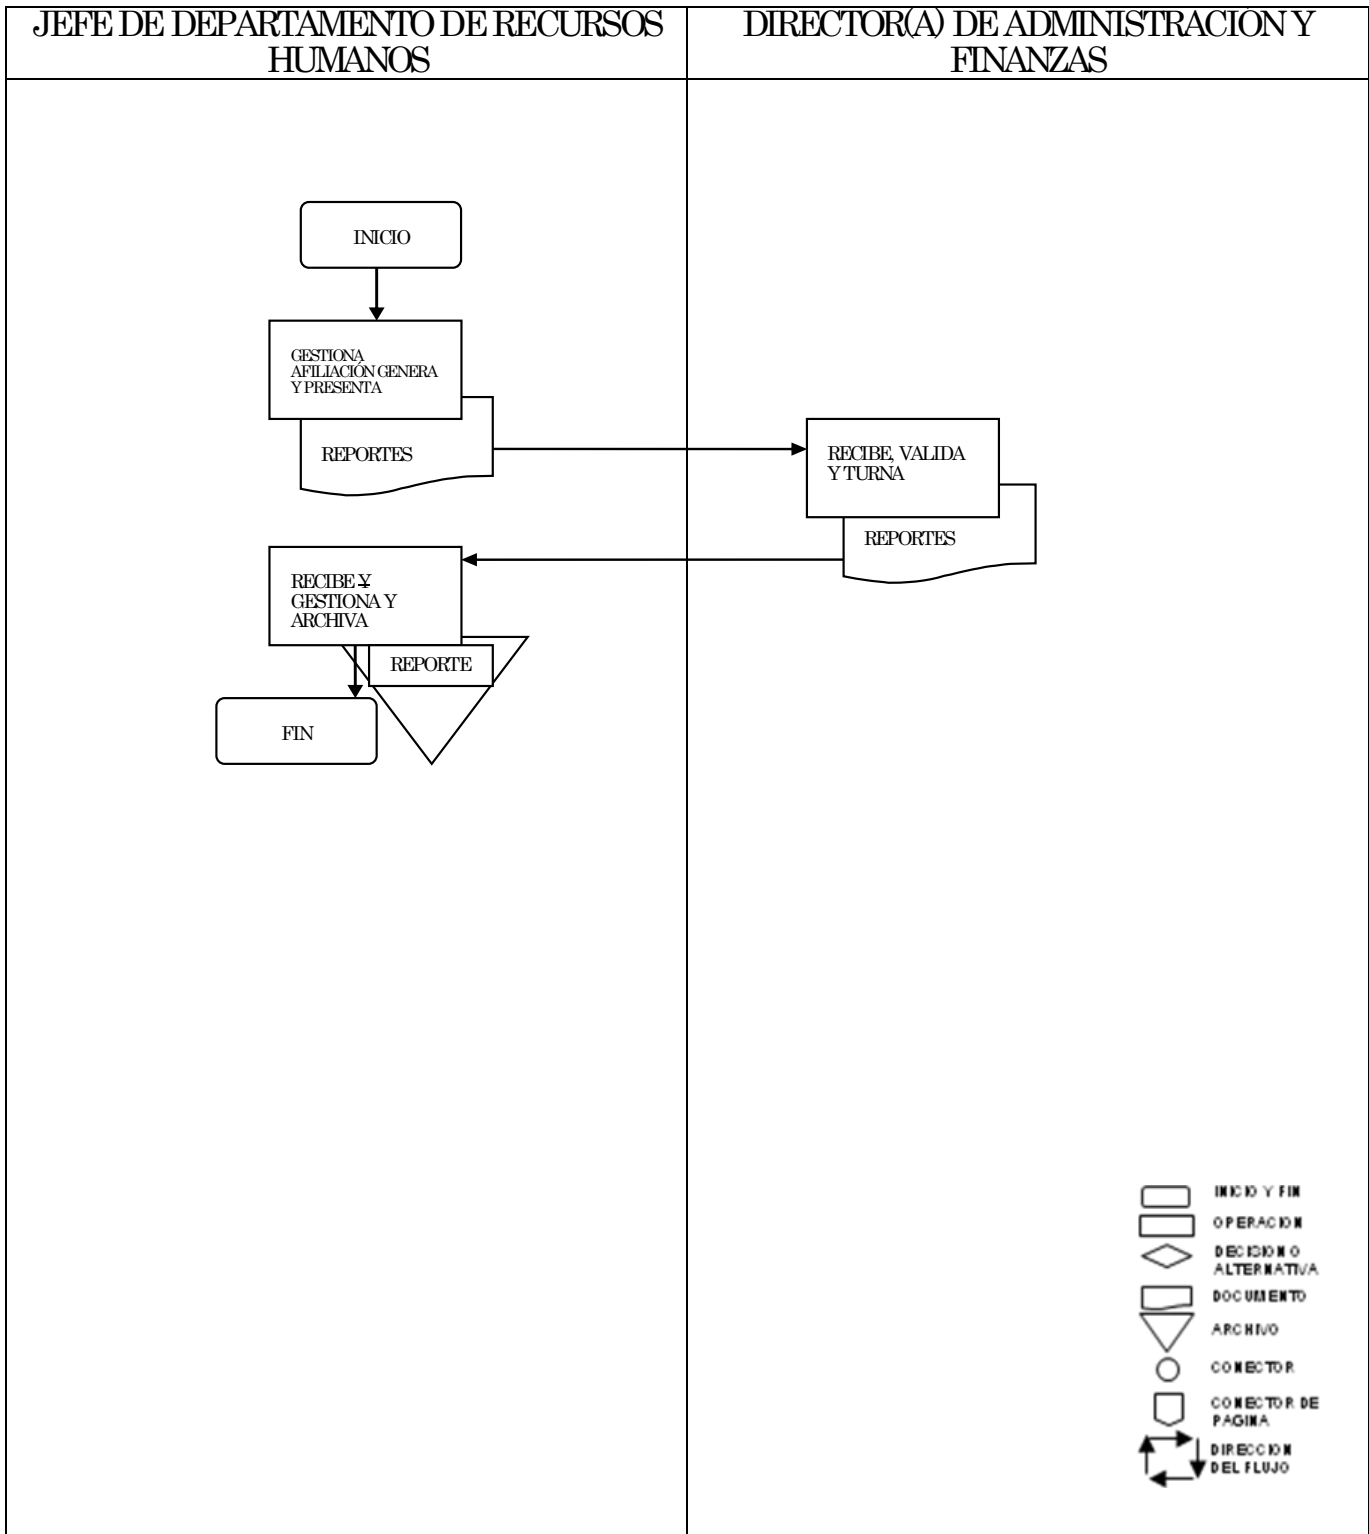 JEFE DE DEPARTAMENTO DE RECURSOS
HUMANOS
DIRECTOR(A) DE ADMINISTRACIÓN Y
FINANZAS
INICIO
GESTIONA
AFILIACIÓN GENERA
Y PRESENTA
REPORTES
RECIBE, VALIDA
Y TURNA
REPORTES
RECIBE Y
GESTIONA Y
ARCHIVA
REPORTE
FIN
INICIO Y FIN
OPERACION
DECISION O
ALTERNATIVA
DOCUMENTO
ARCHIVO
CONECTOR
CONECTOR DE
PAGINA
DIRECCION
DEL FLUJO